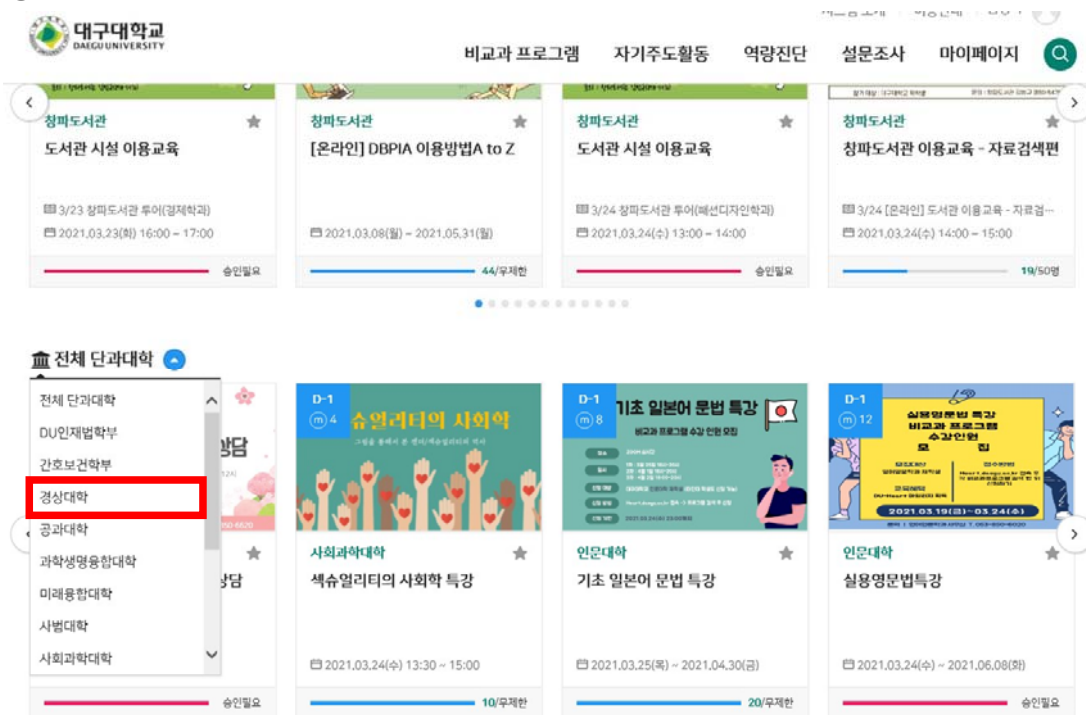 대구대학교
DAEGU UNIVERSITY
비교과 프로그램 자기주도활동 역량진단 설문조사 마이페이지
창파도서관
도서관 시설 이용교육
3/23 창파도서관 투어(경제학과)
2021.03.23(화) 16:00 ~ 17:00
승인필요
창파도서관
[온라인] DBPIA 이용방법A to Z
2021.03.08(월) ~ 2021.05.31(월)
44/무제한
창파도서관
도서관 시설 이용교육
3/24 창파도서관 투어(패션디자인학과)
2021.03.24(수) 13:00 ~ 14:00
승인필요
창파도서관
창파도서관 이용교육 - 자료검색편
3/24 [온라인] 도서관 이용교육 - 자료검…
2021.03.24(수) 14:00 ~ 15:00
19/50명
전체 단과대학
전체 단과대학
DU인재법학부
간호보건학부
경상대학
공과대학
과학생명융합대학
미래융합대학
사범대학
사회과학대학
상담
승인필요
D-1
m 4
슈얼리티의 사회학
사회과학대학
섹슈얼리티의 사회학 특강
2021.03.24(수) 13:30 ~ 15:00
10/무제한
D-1
m 8
기초 일본어 문법 특강
비교과 프로그램 수강 인원 모집
인문대학
기초 일본어 문법 특강
2021.03.25(목) ~ 2021.04.30(금)
20/무제한
D-1
m 12
실용영문법 특강
비교과 프로그램
수강인원
모 집
2021.03.19(금)~03.24(수)
인문대학
실용영문법특강
2021.03.24(수) ~ 2021.06.08(화)
승인필요